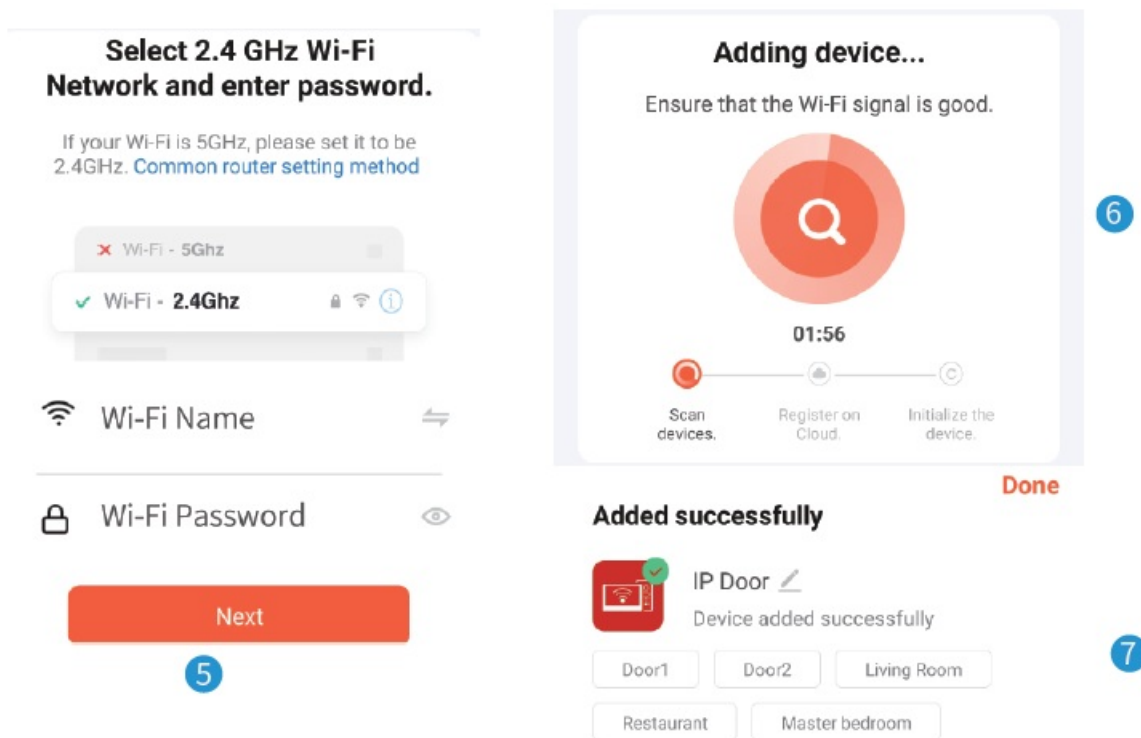 Select 2.4 GHz Wi-Fi
Network and enter password.
If your Wi-Fi is 5GHz, please set it to be
2.4GHz. Common router setting method
Wi-Fi - 5Ghz
Wi-Fi - 2.4Ghz
Wi-Fi Name
Wi-Fi Password
Next
5
Adding device...
Ensure that the Wi-Fi signal is good.
6
01:56
Scan
devices.
Register on
Cloud.
Initialize the
device.
Done
Added successfully
IP Door
Device added successfully
7
Door1 Door2 Living Room
Restaurant Master bedroom